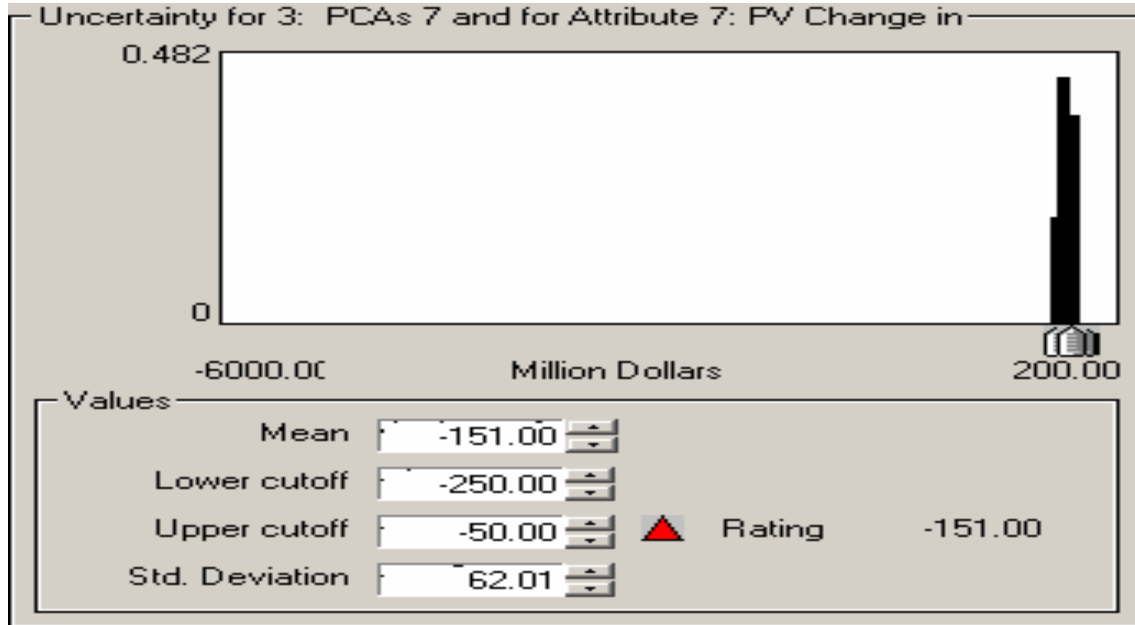 Uncertainty for 3: PCAs 7 and for Attribute 7: PV Change in
0.482
0
-6000.00 Million Dollars 200.00
Values
Mean -151.00
Lower cutoff -250.00
Upper cutoff -50.00 Rating -151.00
Std. Deviation 62.01